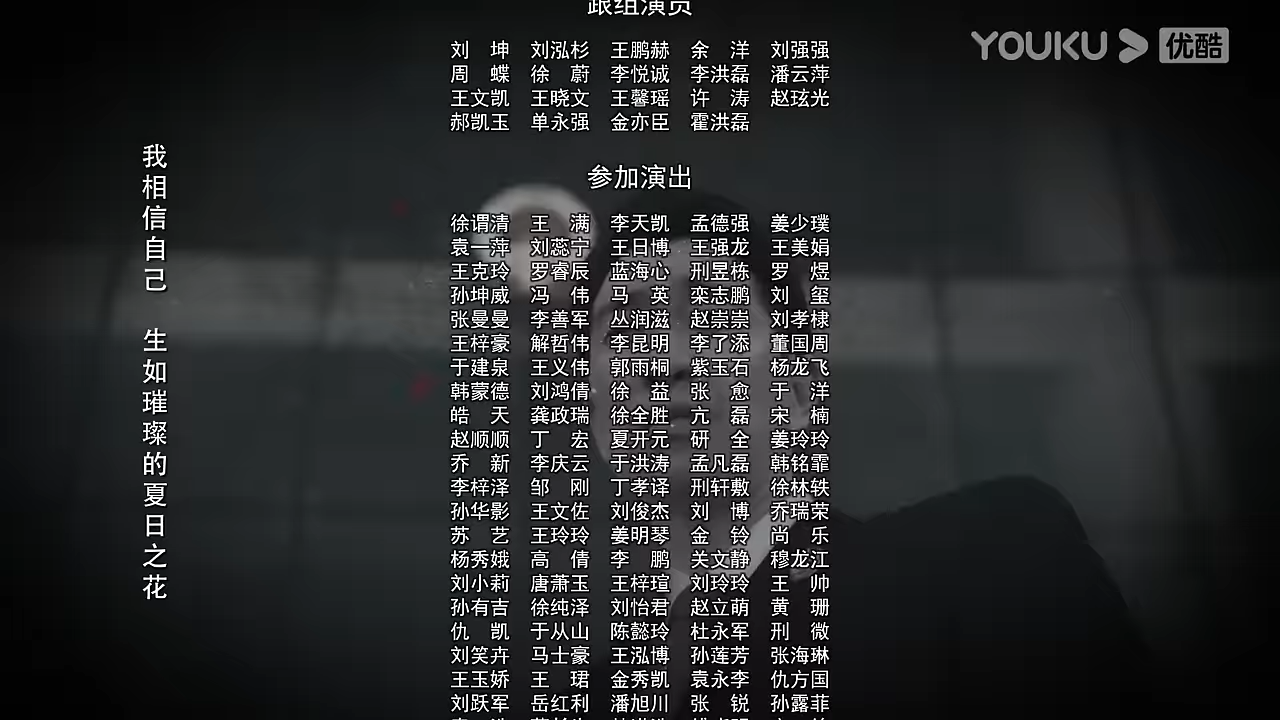 跟组演员
YOUKU 优酷
刘 坤 刘泓杉 王鹏赫 余 洋 刘强强
周 蝶 徐 蔚 李悦诚 李洪磊 潘云萍
王文凯 王晓文 王馨瑶 许 涛 赵玹光
郝凯玉 单永强 金亦臣 霍洪磊
参加演出
徐谓清 王 满 李天凯 孟德强 姜少璞
袁一萍 刘蕊宁 王日博 王强龙 王美娟
王克玲 罗睿辰 蓝海心 刑昱栋 罗 煜
孙坤威 冯 伟 马 英 栾志鹏 刘 玺
张曼曼 李善军 丛润滋 赵崇崇 刘孝棣
王梓豪 解哲伟 李昆明 李了添 董国周
于建泉 王义伟 郭雨桐 紫玉石 杨龙飞
韩蒙德 刘鸿倩 徐 益 张 愈 于 洋
皓 天 龚政瑞 徐全胜 亢 磊 宋 楠
赵顺顺 丁 宏 夏开元 研 全 姜玲玲
乔 新 李庆云 于洪涛 孟凡磊 韩铭霏
李梓泽 邹 刚 丁孝译 刑轩敷 徐林轶
孙华影 王文佐 刘俊杰 刘 博 乔瑞荣
苏 艺 王玲玲 姜明琴 金 铃 尚 乐
杨秀娥 高 倩 李 鹏 关文静 穆龙江
刘小莉 唐萧玉 王梓瑄 刘玲玲 王 帅
孙有吉 徐纯泽 刘怡君 赵立萌 黄 珊
仇 凯 于从山 陈懿玲 杜永军 刑 微
刘笑卉 马士豪 王泓博 孙莲芳 张海琳
王玉娇 王 珺 金秀凯 袁永李 仇方国
刘跃军 岳红利 潘旭川 张 锐 孙露菲
我相信自己 生如璀璨的夏日之花